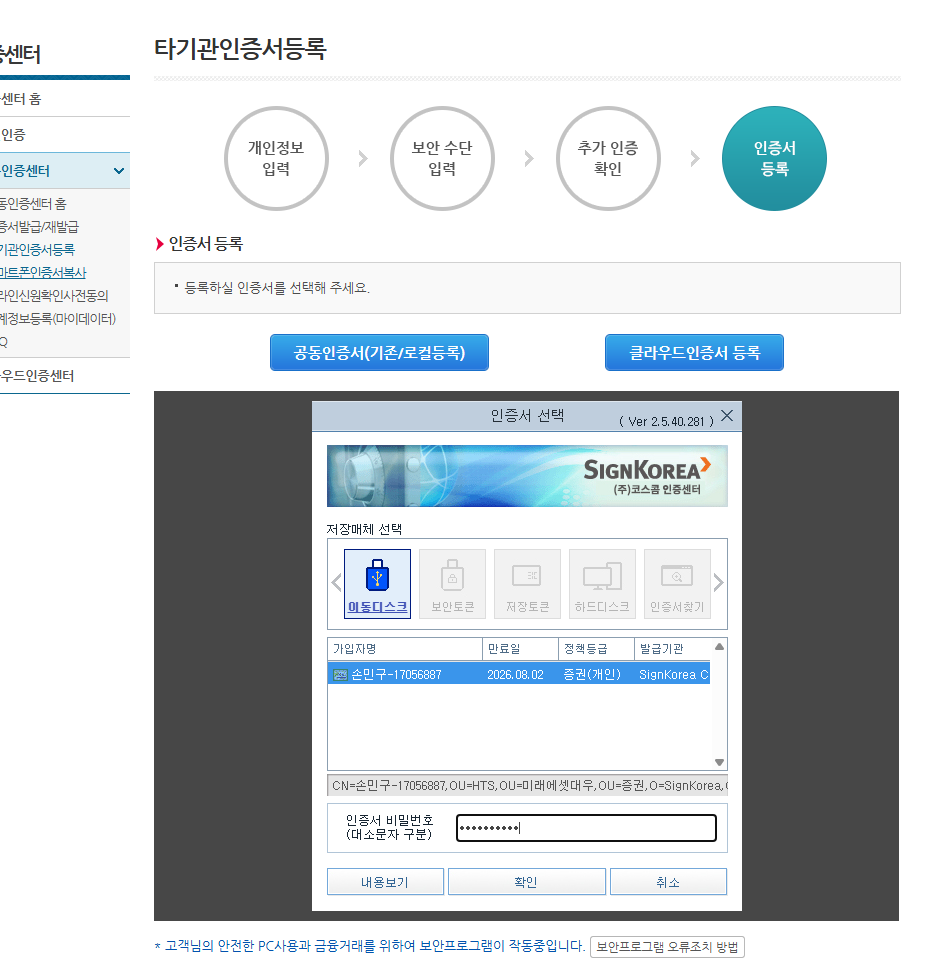 타기관인증서등록
증센터
센터 홈
인증
인증센터
동인증센터 홈
증서발급/재발급
기관인증서등록
마트폰인증서복사
라인신원확인사전동의
계정보등록(마이데이터)
Q
우드인증센터
개인정보
입력
보안 수단
입력
추가 인증
확인
인증서
등록
인증서 등록
등록하실 인증서를 선택해 주세요.
공동인증서(기존/로컬등록)
클라우드인증서 등록
인증서 선택
( Ver 2.5.40.281 )
SIGNKOREA
(주)코스콤 인증센터
저장매체 선택
이동디스크
보안토큰
저장토큰
하드디스크
인증서찾기
가입자명 만료일 정책등급 발급기관
손민구-17056887 2026.08.02 증권(개인) SignKorea C
CN=손민구-17056887,OU=HTS,OU=미래에셋대우,OU=증권,O=SignKorea,
인증서 비밀번호
(대소문자 구분)
내용보기
확인
취소
* 고객님의 안전한 PC사용과 금융거래를 위하여 보안프로그램이 작동중입니다. 보안프로그램 오류조치 방법